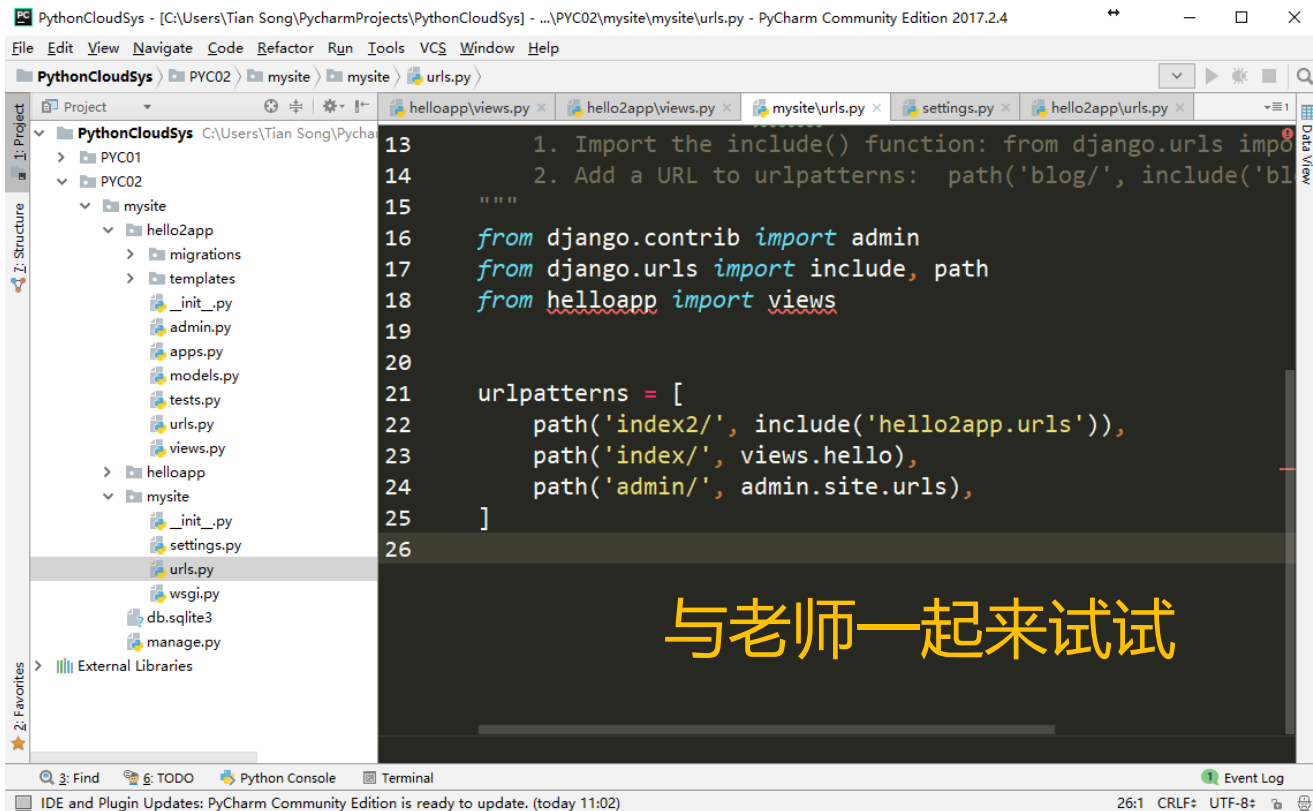 PythonCloudSys - [C:\Users\Tian Song\PycharmProjects\PythonCloudSys] - ...\PYC02\mysite\mysite\urls.py - PyCharm Community Edition 2017.2.4
File Edit View Navigate Code Refactor Run Tools VCS Window Help
PythonCloudSys PYC02 mysite mysite urls.py
Project
helloapp\views.py hello2app\views.py mysite\urls.py settings.py hello2app\urls.py
1: Project
7: Structure
2: Favorites
PythonCloudSys C:\Users\Tian Song\Pychar
PYC01
PYC02
mysite
hello2app
migrations
templates
__init__.py
admin.py
apps.py
models.py
tests.py
urls.py
views.py
helloapp
mysite
__init__.py
settings.py
urls.py
wsgi.py
db.sqlite3
manage.py
External Libraries
13 1. Import the include() function: from django.urls impo
14 2. Add a URL to urlpatterns:  path('blog/', include('bl
15 """
16 from django.contrib import admin
17 from django.urls import include, path
18 from helloapp import views
19
20
21 urlpatterns = [
22 path('index2/', include('hello2app.urls')),
23 path('index/', views.hello),
24 path('admin/', admin.site.urls),
25 ]
26
与老师一起来试试
Data View
3: Find 6: TODO Python Console Terminal 1 Event Log
IDE and Plugin Updates: PyCharm Community Edition is ready to update. (today 11:02) 26:1 CRLF UTF-8